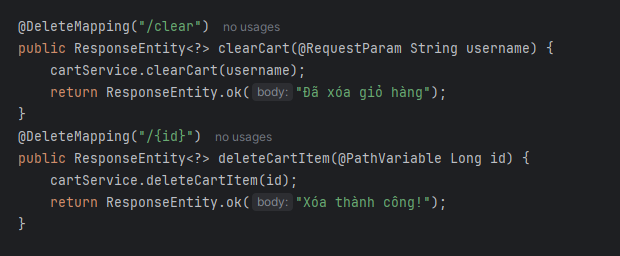 @DeleteMapping("/clear") no usages
public ResponseEntity<?> clearCart(@RequestParam String username) {
    cartService.clearCart(username);
    return ResponseEntity.ok( body: "Đã xóa giỏ hàng");
}
@DeleteMapping("/{id}") no usages
public ResponseEntity<?> deleteCartItem(@PathVariable Long id) {
    cartService.deleteCartItem(id);
    return ResponseEntity.ok( body: "Xóa thành công!");
}